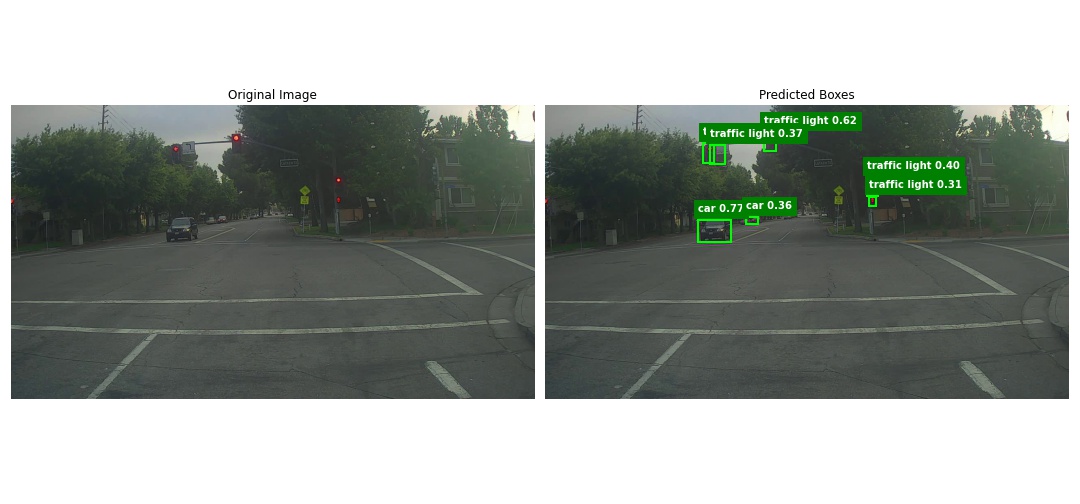 Original Image
Predicted Boxes
traffic light 0.62
t
traffic light 0.37
traffic light 0.40
traffic light 0.31
car 0.77
car 0.36